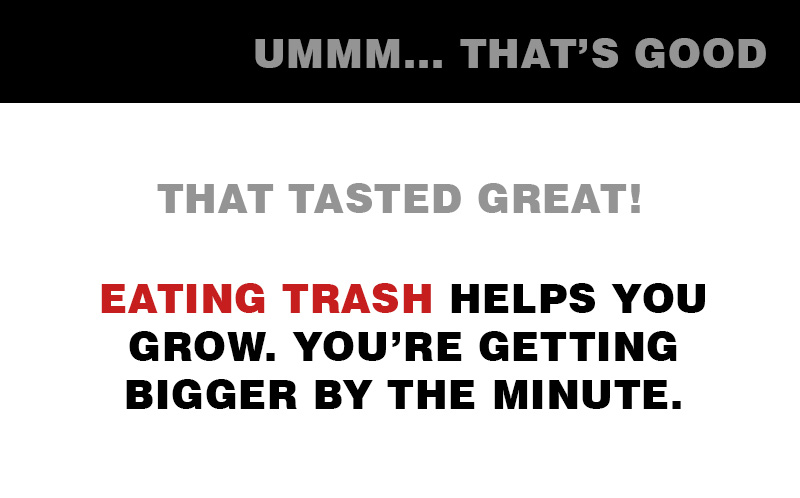 UMMM... THAT’S GOOD
THAT TASTED GREAT!
EATING TRASH HELPS YOU
GROW. YOU’RE GETTING
BIGGER BY THE MINUTE.